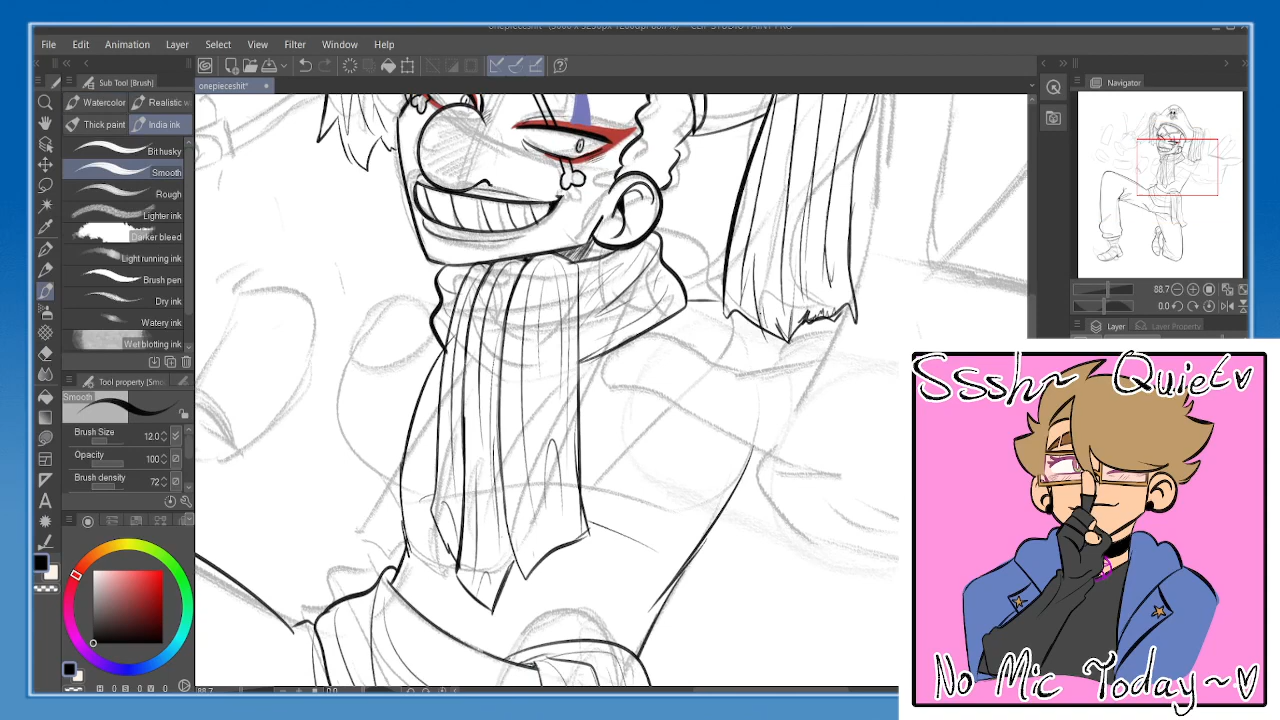 File Edit Animation Layer Select View Filter Window Help
Sub Tool [Brush]
onepieceshit*
Navigator
Watercolor
Realistic w
Thick paint
India ink
Bit husky
Smooth
Rough
Lighter ink
Darker bleed
Light running ink
Brush pen
Dry ink
Watery ink
Wet blotting ink
88.7
0.0
Layer Layer Property
Tool property [Smoo
Smooth
Brush Size 12.0
Opacity 100
Brush density 72
Sssh~ Quiet♡
No Mic Today~♡